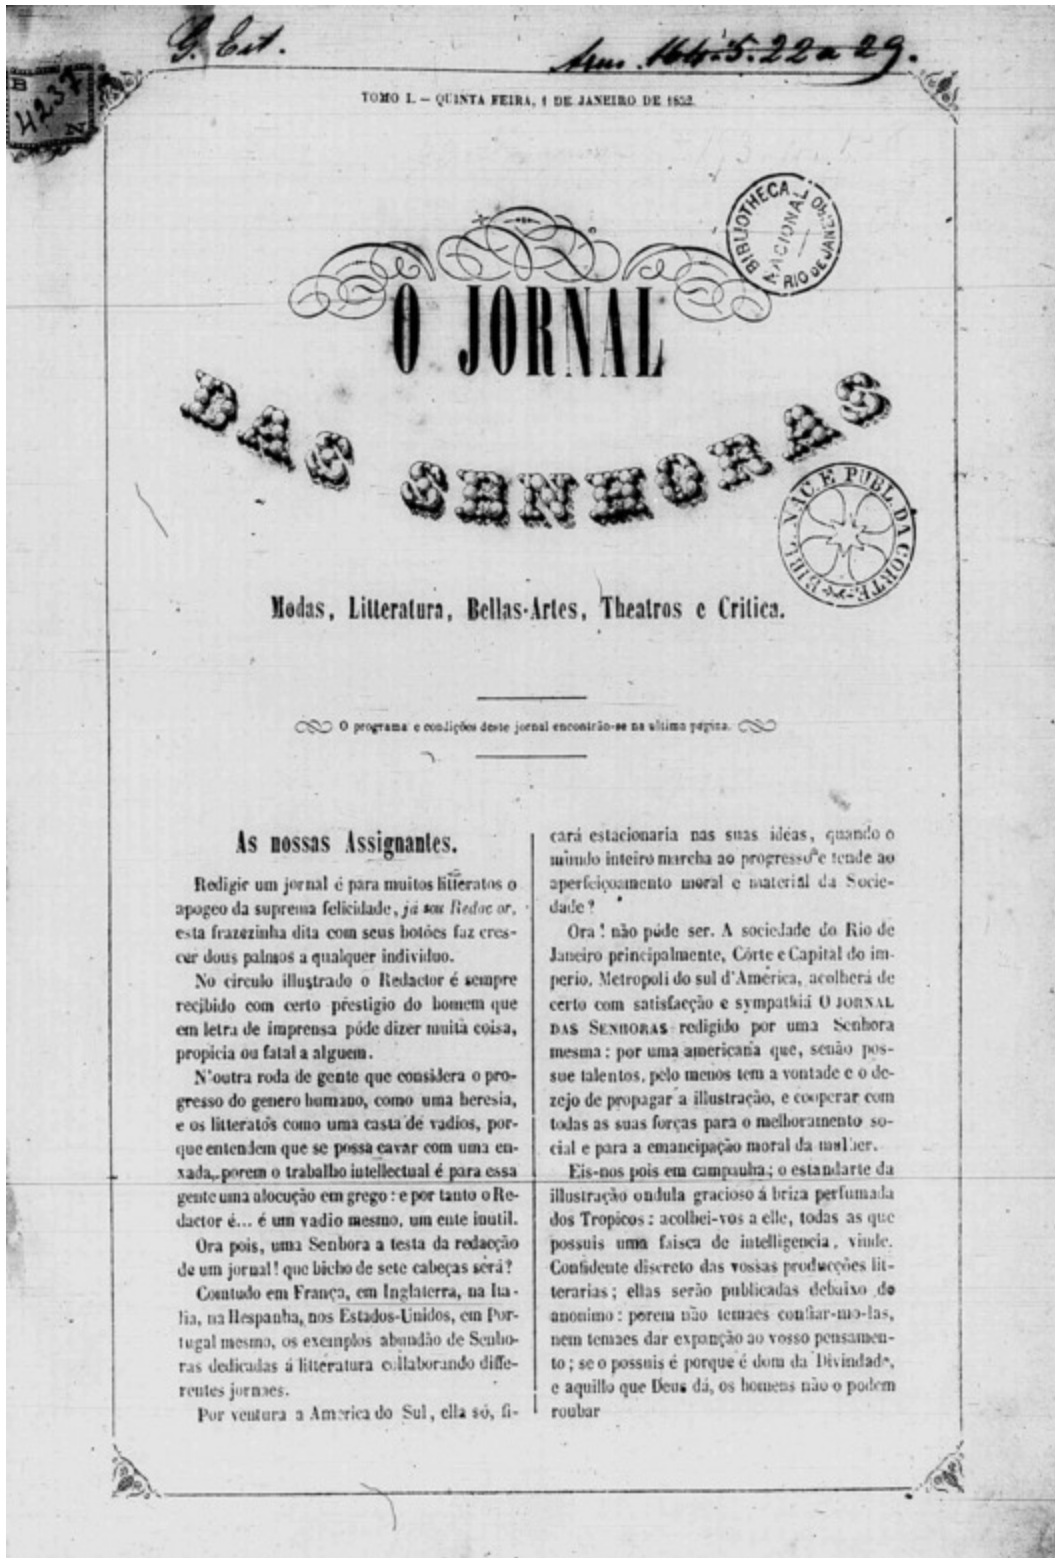 G. Est.
Arm. 164.5.22 a 29.
B
4237
N
TOMO I. — QUINTA FEIRA, 1 DE JANEIRO DE 1852.
BIBLIOTHECA
NACIONAL
RIO DE JANEIRO
O JORNAL
DAS SENHORAS
BIBL. NAC. E PUBL. DA CORTE
Modas, Litteratura, Bellas-Artes, Theatros e Critica.
O programa e condições deste jornal encontrão-se na ultima pagina.
As nossas Assignantes.
Redigir um jornal é para muitos litteratos o
apogeo da suprema felicidade, já sou Redac or,
esta frazezinha dita com seus botões faz cres-
cer dous palmos a qualquer individuo.
No circulo illustrado o Redactor é sempre
recibido com certo prestigio do homem que
em letra de imprensa póde dizer muita coisa,
propicia ou fatal a alguem.
N'outra roda de gente que considera o pro-
gresso do genero humano, como uma heresia,
e os litteratos como uma casta de vadios, por-
que entendem que se possa cavar com uma en-
xada, porem o trabalho intellectual é para essa
gente uma alocução em grego: e por tanto o Re-
dactor é... é um vadio mesmo, um ente inutil.
Ora pois, uma Senhora a testa da redacção
de um jornal! que bicho de sete cabeças será?
Comtudo em França, em Inglaterra, na Ita-
lia, na Hespanha, nos Estados-Unidos, em Por-
tugal mesmo, os exemplos abundão de Senho-
ras dedicadas á litteratura collaborando diffe-
rentes jornaes.
Por ventura a America do Sul, ella só, fi-
cará estacionaria nas suas idéas, quando o
mundo inteiro marcha ao progresso e tende ao
aperfeiçoamento moral e material da Socie-
dade?
Ora! não póde ser. A sociedade do Rio de
Janeiro principalmente, Côrte e Capital do im-
perio, Metropoli do sul d'America, acolherá de
certo com satisfacção e sympathia O JORNAL
DAS SENHORAS redigido por uma Senhora
mesma: por uma americana que, senão pos-
sue talentos, pelo menos tem a vontade e o de-
zejo de propagar a illustração, e cooperar com
todas as suas forças para o melhoramento so-
cial e para a emancipação moral da mulher.
Eis-nos pois em campanha; o estandarte da
illustração ondula gracioso á briza perfumada
dos Tropicos: acolhei-vos a elle, todas as que
possuis uma faisca de intelligencia, vinde.
Confidente discreto das vossas producções lit-
terarias; ellas serão publicadas debaixo do
anonimo: porem não temaes confiar-mo-las,
nem temaes dar expanção ao vosso pensamen-
to; se o possuis é porque é dom da Divindade,
e aquillo que Deus dá, os homens não o podem
roubar